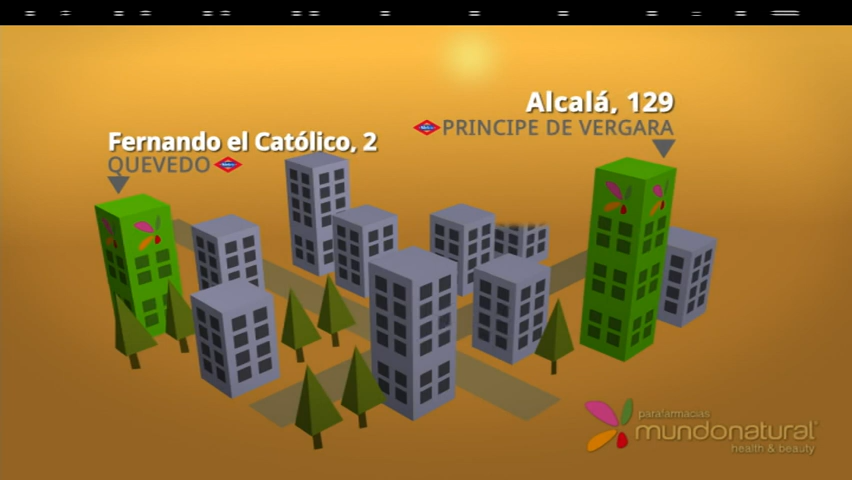 Alcalá, 129
PRINCIPE DE VERGARA
Fernando el Católico, 2
QUEVEDO
parafarmacias
mundonatural
health & beauty